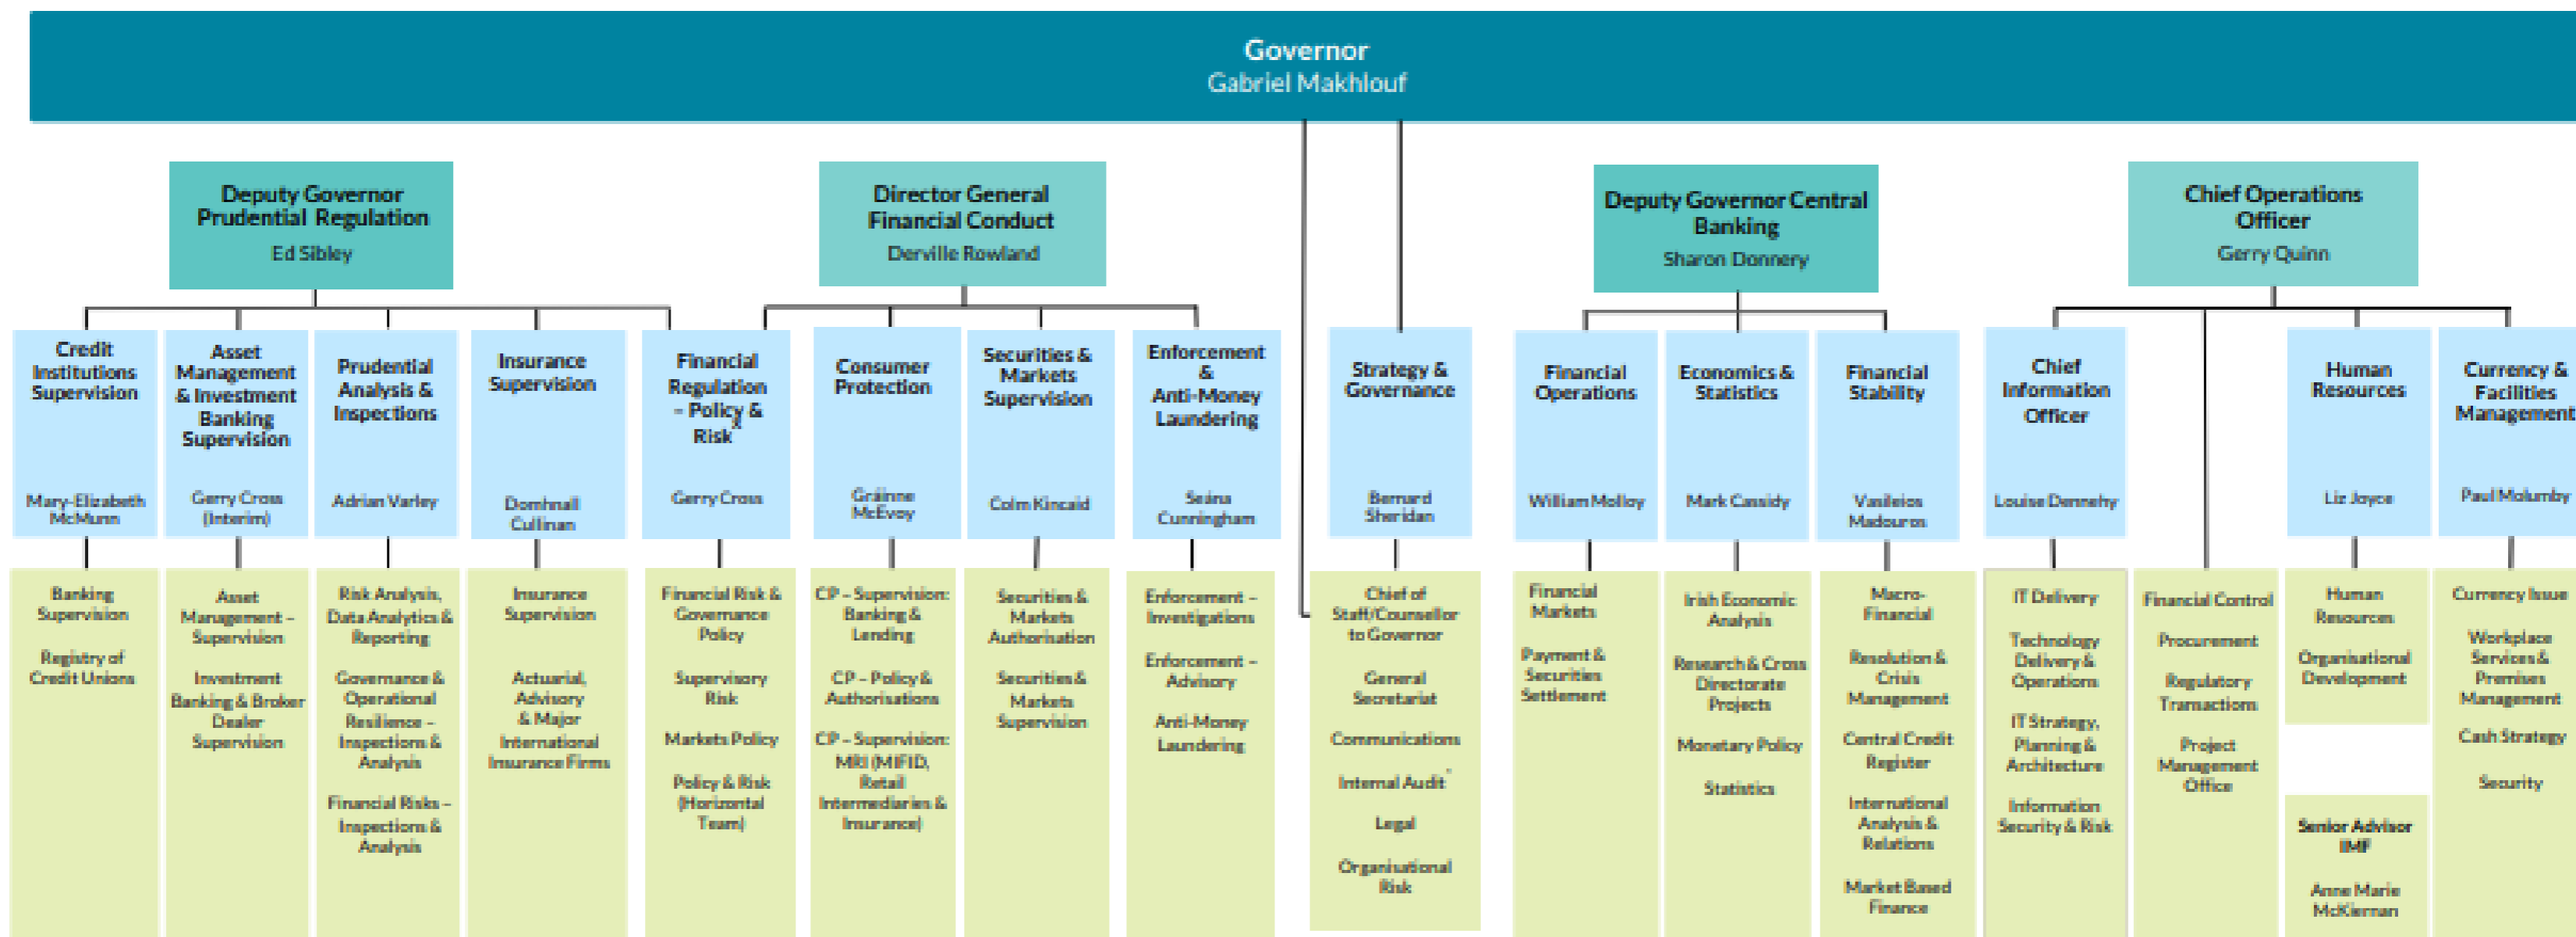 Governor
Gabriel Makhlouf
Deputy Governor
Prudential Regulation
Ed Sibley
Director General
Financial Conduct
Derville Rowland
Deputy Governor Central
Banking
Sharon Donnery
Chief Operations
Officer
Gerry Quinn
Credit
Institutions
Supervision
Mary-Elizabeth
McMunn
Asset
Management
& Investment
Banking
Supervision
Gerry Cross
(Interim)
Prudential
Analysis &
Inspections
Adrian Varley
Insurance
Supervision
Domhnall
Cullinan
Financial
Regulation
– Policy &
Risk
Gerry Cross
Consumer
Protection
Gráinne
McEvoy
Securities &
Markets
Supervision
Colm Kincaid
Enforcement
&
Anti-Money
Laundering
Seána
Cunningham
Strategy &
Governance
Bernard
Sheridan
Financial
Operations
William Molloy
Economics &
Statistics
Mark Cassidy
Financial
Stability
Vasileios
Madouros
Chief
Information
Officer
Louise Dennehy
Human
Resources
Liz Joyce
Currency &
Facilities
Management
Paul Molumby
Banking
Supervision
Registry of
Credit Unions
Asset
Management –
Supervision
Investment
Banking & Broker
Dealer
Supervision
Risk Analysis,
Data Analytics &
Reporting
Governance &
Operational
Resilience –
Inspections &
Analysis
Financial Risks –
Inspections &
Analysis
Insurance
Supervision
Actuarial,
Advisory
& Major
International
Insurance Firms
Financial Risk &
Governance
Policy
Supervisory
Risk
Markets Policy
Policy & Risk
(Horizontal
Team)
CP – Supervision:
Banking &
Lending
CP – Policy &
Authorisations
CP – Supervision:
MRI (MIFID,
Retail
Intermediaries &
Insurance)
Securities &
Markets
Authorisation
Securities &
Markets
Supervision
Enforcement –
Investigations
Enforcement –
Advisory
Anti-Money
Laundering
Chief of
Staff/Counsellor
to Governor
General
Secretariat
Communications
Internal Audit*
Legal
Organisational
Risk
Financial
Markets
Payment &
Securities
Settlement
Irish Economic
Analysis
Research & Cross
Directorate
Projects
Monetary Policy
Statistics
Macro-
Financial
Resolution &
Crisis
Management
Central Credit
Register
International
Analysis &
Relations
Market Based
Finance
IT Delivery
Technology
Delivery &
Operations
IT Strategy,
Planning &
Architecture
Information
Security & Risk
Financial Control
Procurement
Regulatory
Transactions
Project
Management
Office
Human
Resources
Organisational
Development
Senior Advisor
IMF
Anne Marie
McKiernan
Currency Issue
Workplace
Services &
Premises
Management
Cash Strategy
Security